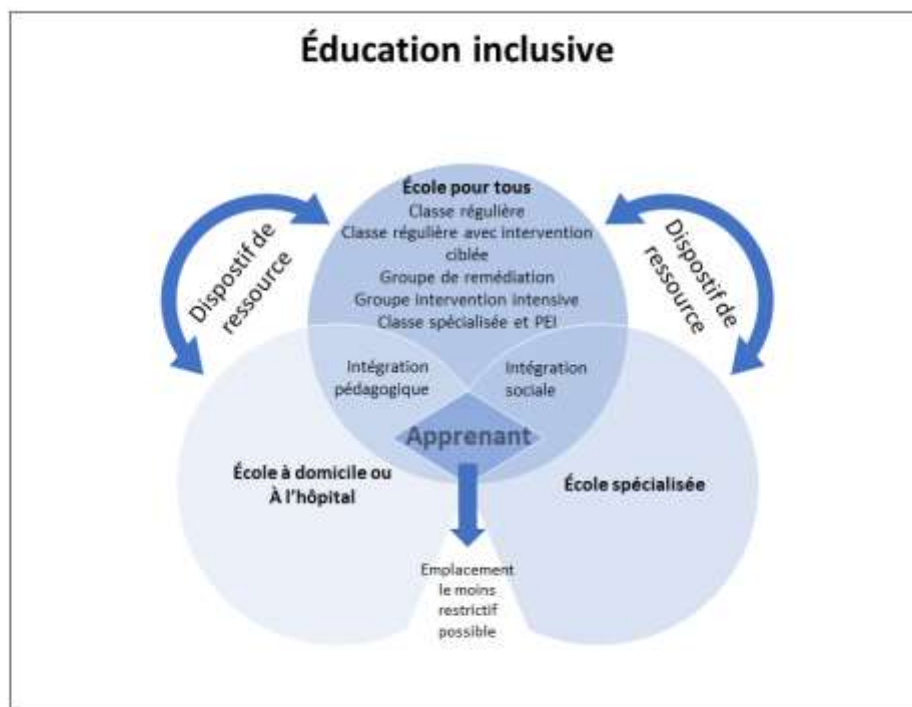 Éducation inclusive
École pour tous
Classe régulière
Classe régulière avec intervention
ciblée
Groupe de remédiation
Groupe intervention intensive
Classe spécialisée et PEI
Dispostif de
ressource
Dispostif de
ressource
Intégration
pédagogique
Intégration
sociale
Apprenant
École à domicile ou
À l'hôpital
École spécialisée
Emplacement
le moins
restrictif
possible